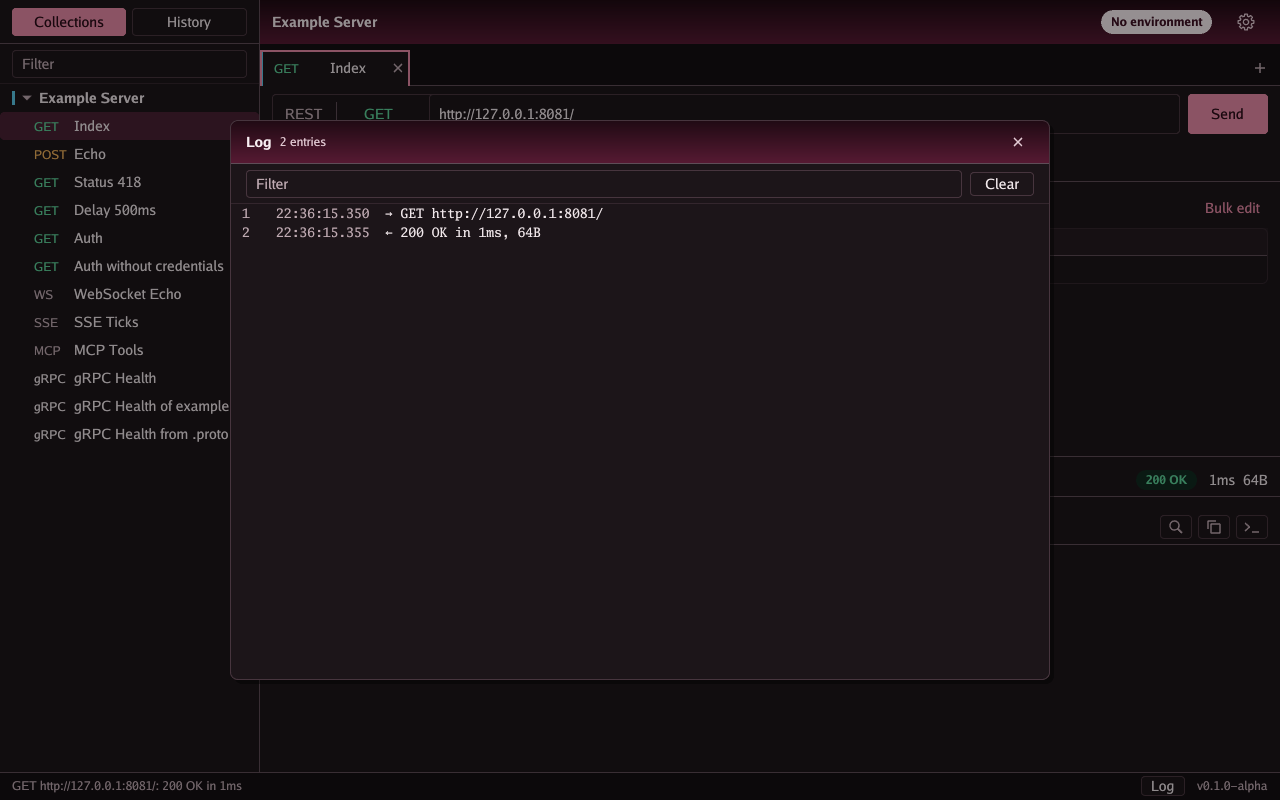 Collections
History
Example Server
No environment
Filter
GET Index
Example Server
GET Index
POST Echo
GET Status 418
GET Delay 500ms
GET Auth
GET Auth without credentials
WS WebSocket Echo
SSE SSE Ticks
MCP MCP Tools
gRPC gRPC Health
gRPC gRPC Health of example
gRPC gRPC Health from .proto
REST GET http://127.0.0.1:8081/
Send
Log 2 entries
Filter
Clear
1 22:36:15.350 → GET http://127.0.0.1:8081/
2 22:36:15.355 ← 200 OK in 1ms, 64B
Bulk edit
200 OK 1ms 64B
GET http://127.0.0.1:8081/: 200 OK in 1ms
Log
v0.1.0-alpha